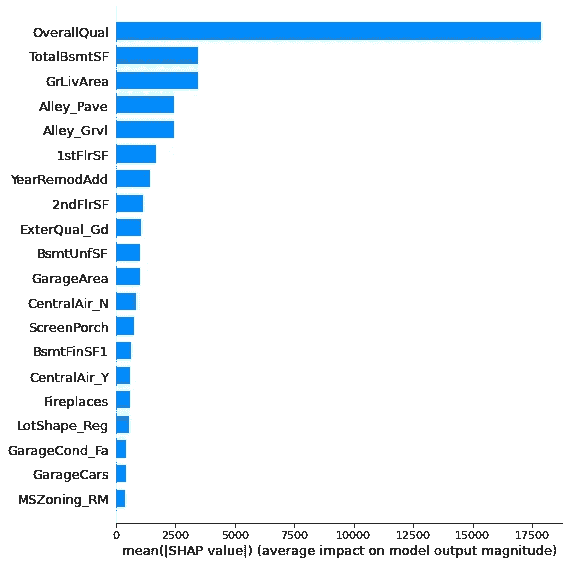 OverallQual
TotalBsmtSF
GrLivArea
Alley_Pave
Alley_Grvl
1stFlrSF
YearRemodAdd
2ndFlrSF
ExterQual_Gd
BsmtUnfSF
GarageArea
CentralAir_N
ScreenPorch
BsmtFinSF1
CentralAir_Y
Fireplaces
LotShape_Reg
GarageCond_Fa
GarageCars
MSZoning_RM
0 2500 5000 7500 10000 12500 15000 17500
mean(|SHAP value|) (average impact on model output magnitude)